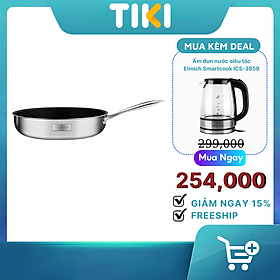 TIKI
MUA KÈM DEAL
Ấm đun nước siêu tốc
Elmich Smartcook ICS-3859
299,000
Mua Ngay
254,000
GIẢM NGAY 15%
FREESHIP